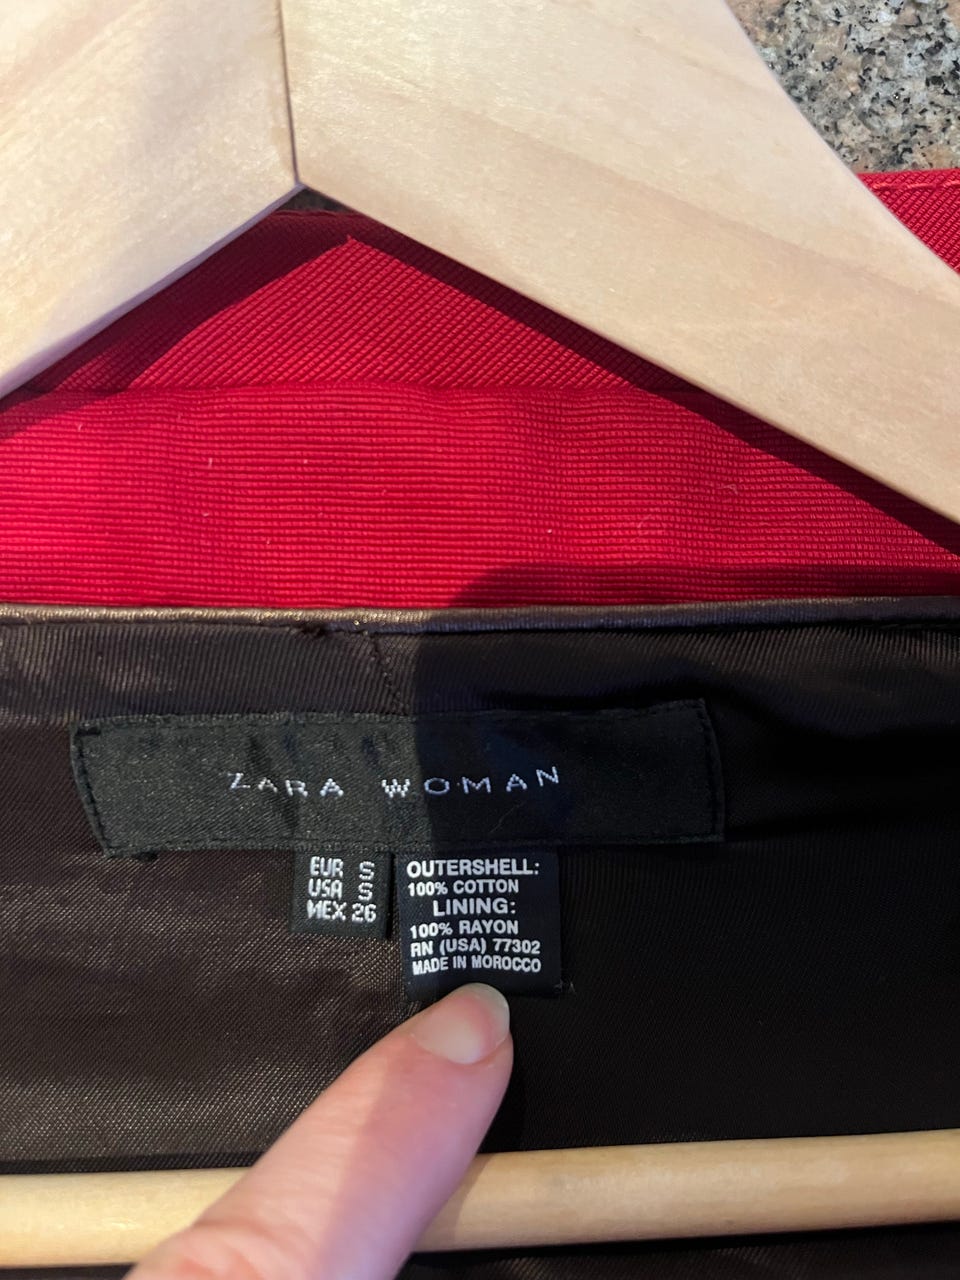 ZARA WOMAN
EUR S
USA S
MEX 26
OUTERSHELL:
100% COTTON
LINING:
100% RAYON
RN (USA) 77302
MADE IN MOROCCO